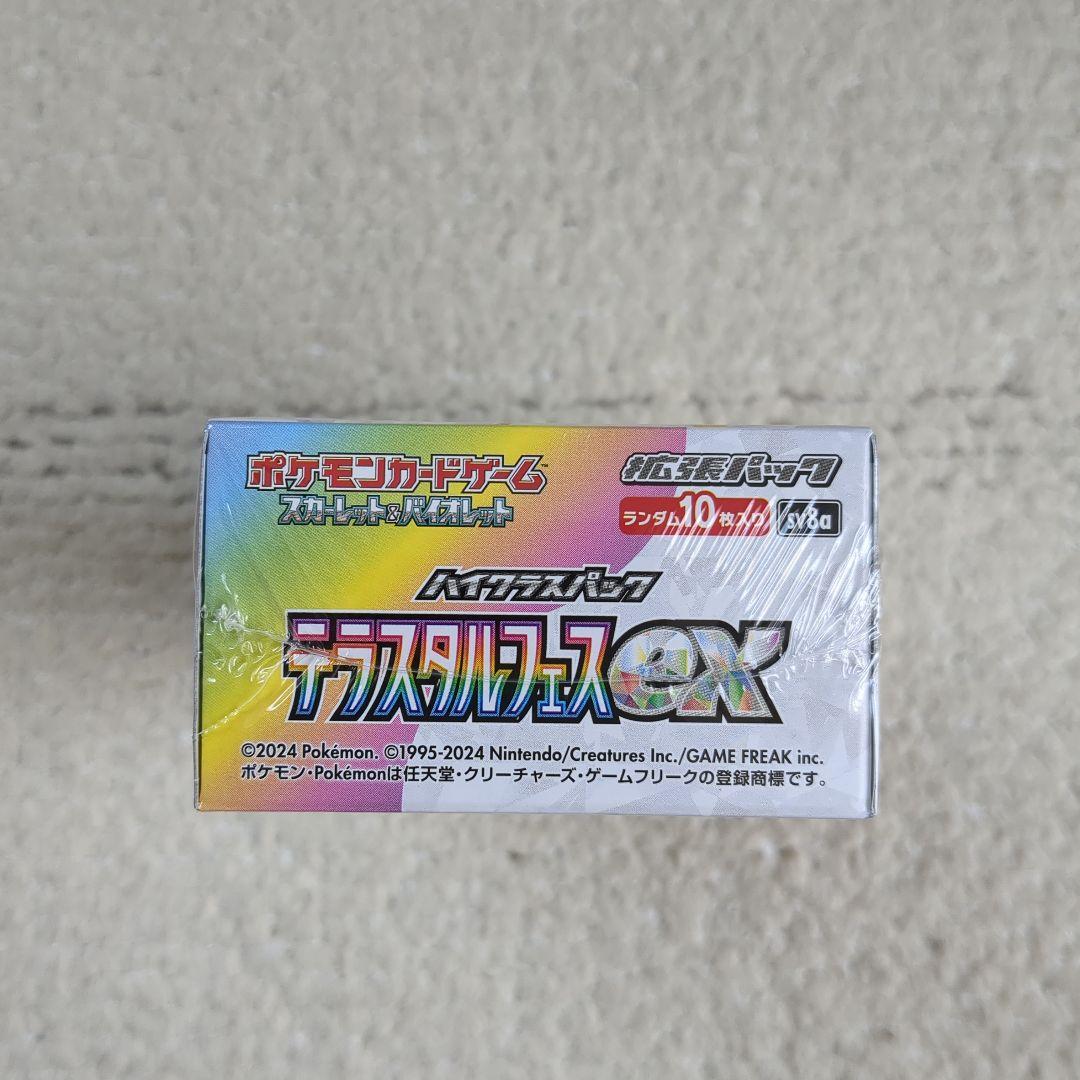 ポケモンカードゲーム™
スカーレット&バイオレット
拡張パック
ランダム10枚入り
sv8a
ハイクラスパック
テラスタルフェスex
©2024 Pokémon. ©1995-2024 Nintendo/Creatures Inc./GAME FREAK inc.
ポケモン・Pokémonは任天堂・クリーチャーズ・ゲームフリークの登録商標です。